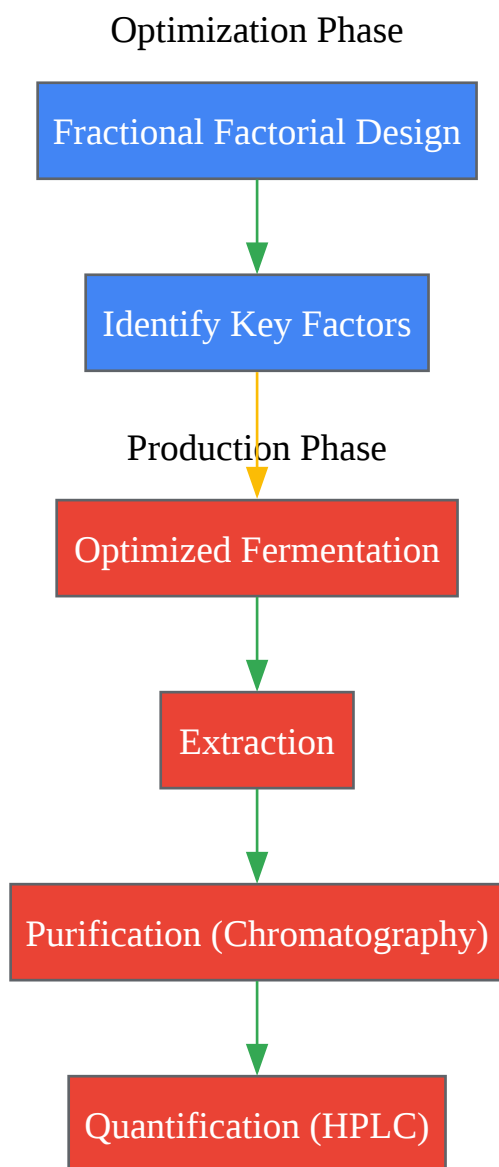 Optimization Phase
Fractional Factorial Design
Identify Key Factors
Production Phase
Optimized Fermentation
Extraction
Purification (Chromatography)
Quantification (HPLC)